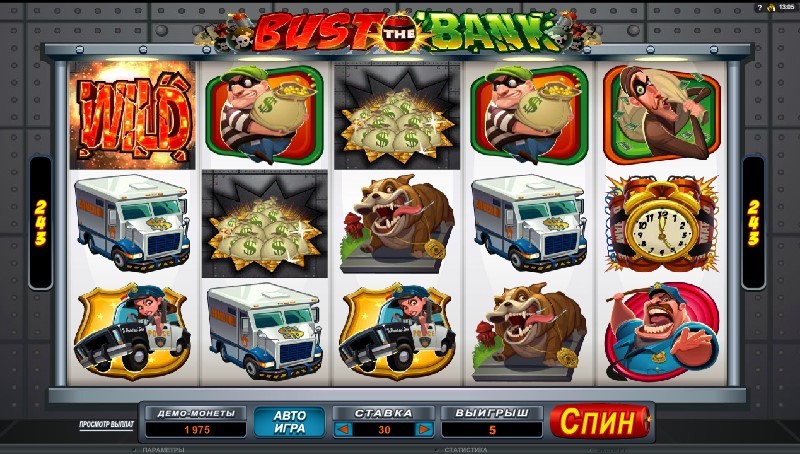 ? 13:05
BUST THE BANK
WILD
243
243
ДЕМО-МОНЕТЫ
АВТО ИГРА
СТАВКА
ВЫИГРЫШ
СПИН
ПРОСМОТР ВЫПЛАТ
1975
30
5
ПАРАМЕТРЫ
СТАТИСТИКА
ЭКСПЕРТ